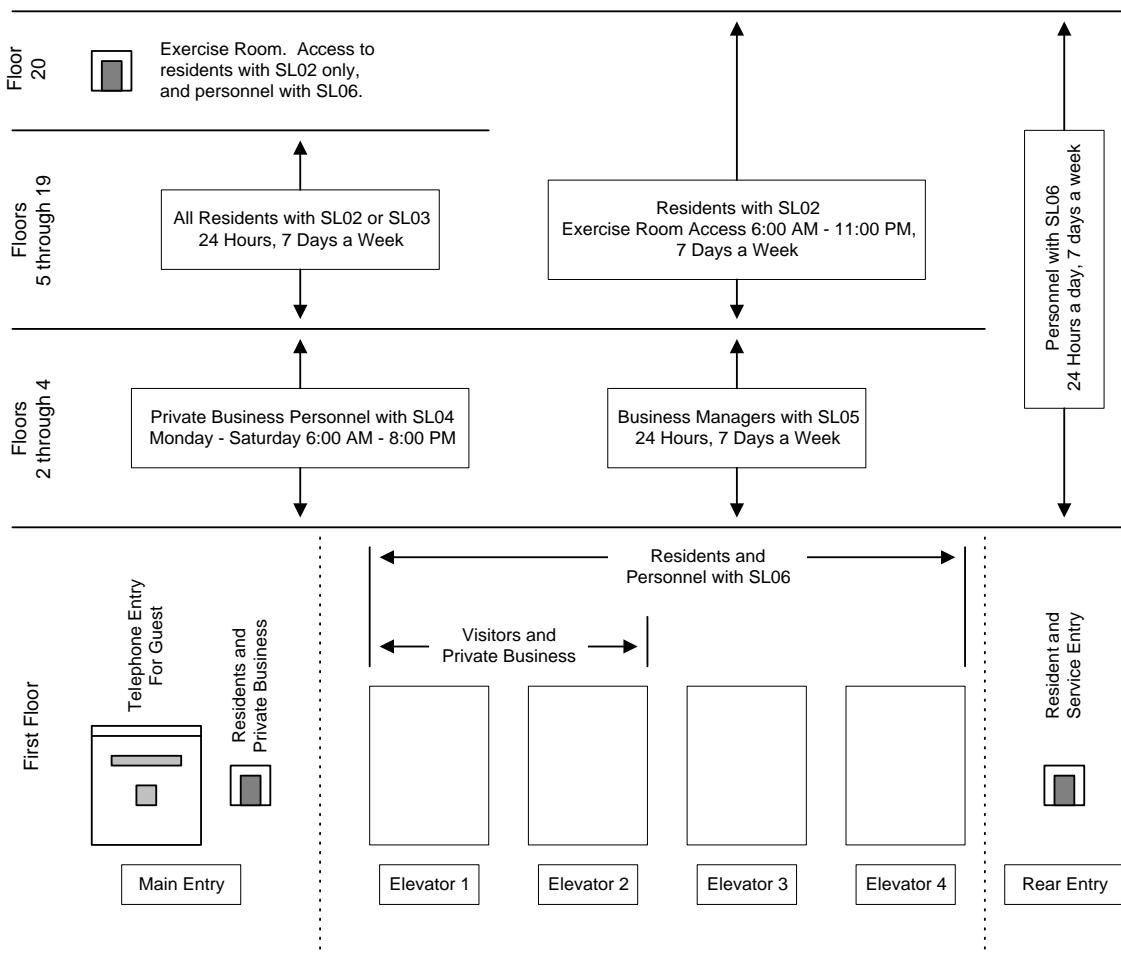 Floor
20
Exercise Room.  Access to
residents with SL02 only,
and personnel with SL06.
Floors
5 through 19
All Residents with SL02 or SL03
24 Hours, 7 Days a Week
Residents with SL02
Exercise Room Access 6:00 AM - 11:00 PM,
7 Days a Week
Personnel with SL06
24 Hours a day, 7 days a week
Floors
2 through 4
Private Business Personnel with SL04
Monday - Saturday 6:00 AM - 8:00 PM
Business Managers with SL05
24 Hours, 7 Days a Week
First Floor
Telephone Entry
For Guest
Residents and
Private Business
Residents and
Personnel with SL06
Visitors and
Private Business
Resident and
Service Entry
Main Entry
Elevator 1
Elevator 2
Elevator 3
Elevator 4
Rear Entry